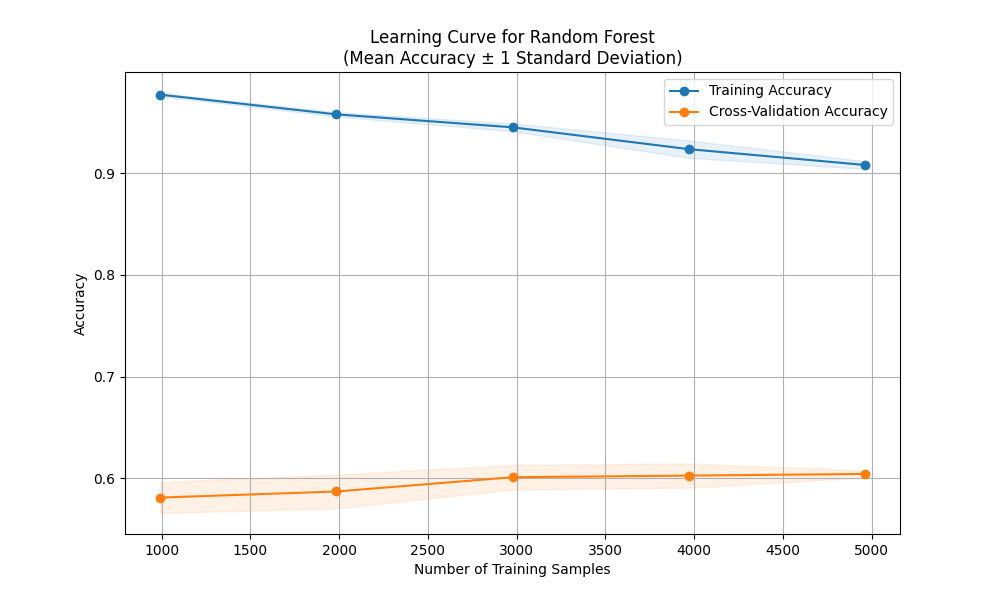 Learning Curve for Random Forest
(Mean Accuracy ± 1 Standard Deviation)
Training Accuracy
Cross-Validation Accuracy
Accuracy
0.9
0.8
0.7
0.6
1000 1500 2000 2500 3000 3500 4000 4500 5000
Number of Training Samples